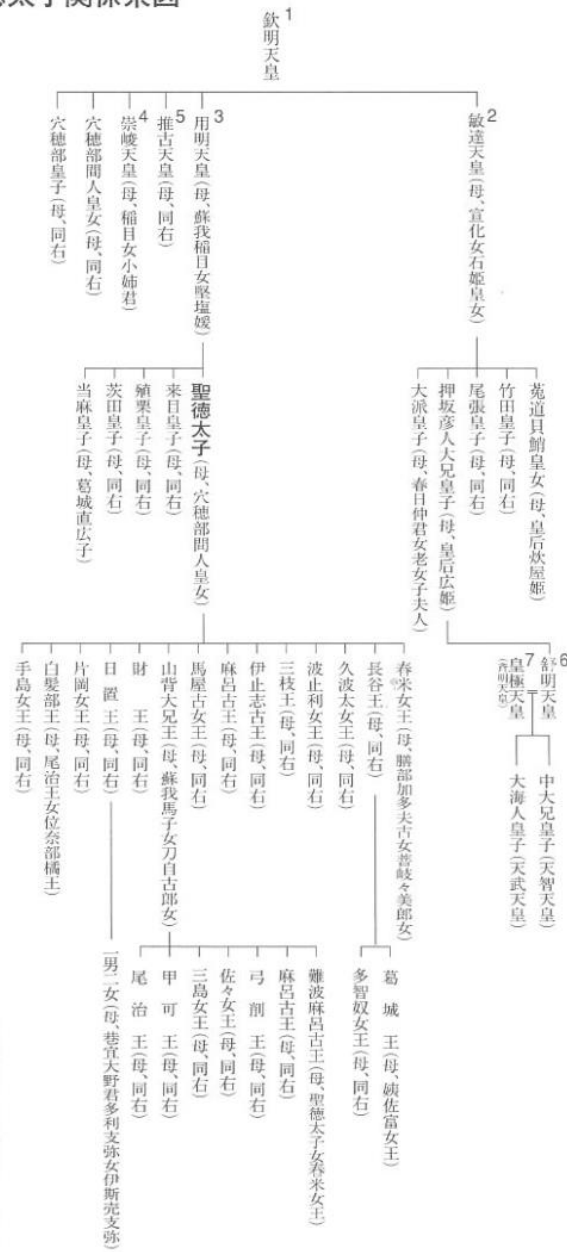 太子関係系図
欽明天皇 1
敏達天皇(母、宣化女石姫皇女) 2
用明天皇(母、蘇我稲目女堅塩媛) 3
推古天皇(母、同右) 5
崇峻天皇(母、稲目女小姉君) 4
穴穂部間人皇女(母、同右)
穴穂部皇子(母、同右)
菟道貝鮹皇女(母、皇后炊屋姫)
竹田皇子(母、同右)
尾張皇子(母、同右)
押坂彦人大兄皇子(母、皇后広姫)
大派皇子(母、春日仲君女老女子夫人)
聖徳太子(母、穴穂部間人皇女)
来目皇子(母、同右)
殖栗皇子(母、同右)
茨田皇子(母、同右)
当麻皇子(母、葛城直広子)
舒明天皇 6
皇極天皇 7
(斉明天皇)
中大兄皇子(天智天皇)
大海人皇子(天武天皇)
舂米女王(母、膳部加多夫古女菩岐々美郎女)
長谷王(母、同右)
久波太女王(母、同右)
波止利女王(母、同右)
三枝王(母、同右)
伊止志古王(母、同右)
麻呂古王(母、同右)
馬屋古女王(母、同右)
山背大兄王(母、蘇我馬子女刀自古郎女)
財王(母、同右)
日置王(母、同右)
片岡女王(母、同右)
白髪部王(母、尾治王女位奈部橘王)
手島女王(母、同右)
葛城王(母、姨佐富女王)
多智奴女王(母、同右)
難波麻呂古王(母、聖徳太子女舂米女王)
麻呂古王(母、同右)
弓削王(母、同右)
佐々女王(母、同右)
三島女王(母、同右)
甲可王(母、同右)
尾治王(母、同右)
一男二女(母、巷宜大野君多利支弥女伊斯売支弥)